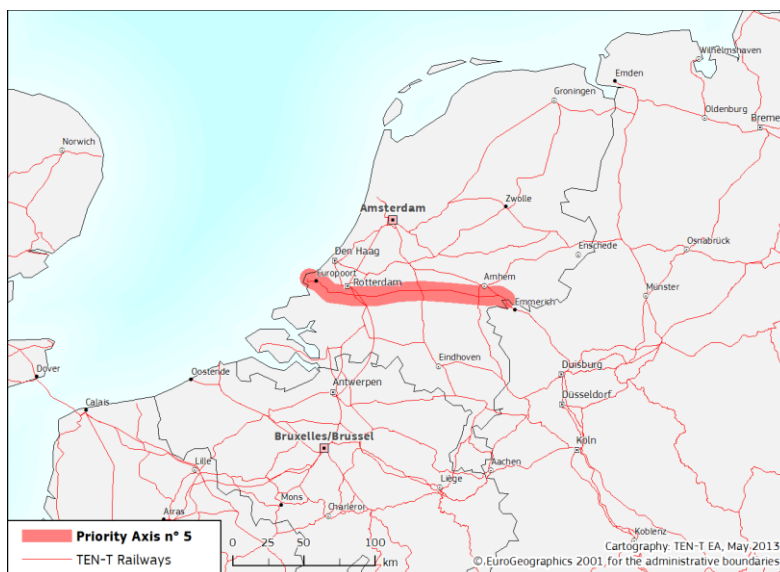 Wilhelmshaven
Emden
Groningen
Oldenburg
Breme
Norwich
Zwolle
Amsterdam
Den Haag
Enschede
Osnabrück
Europoort
Rotterdam
Arnhem
Emmerich
Münster
Eindhoven
Duisburg
Dover
Oostende
Antwerpen
Düsseldorf
Calais
Bruxelles/Brussel
Köln
Lille
Aachen
Liège
Mons
Charleroi
Arras
Koblenz
Priority Axis n° 5
TEN-T Railways
0 50 100
km
Cartography: TEN-T EA, May 2013
© EuroGeographics 2001 for the administrative boundaries